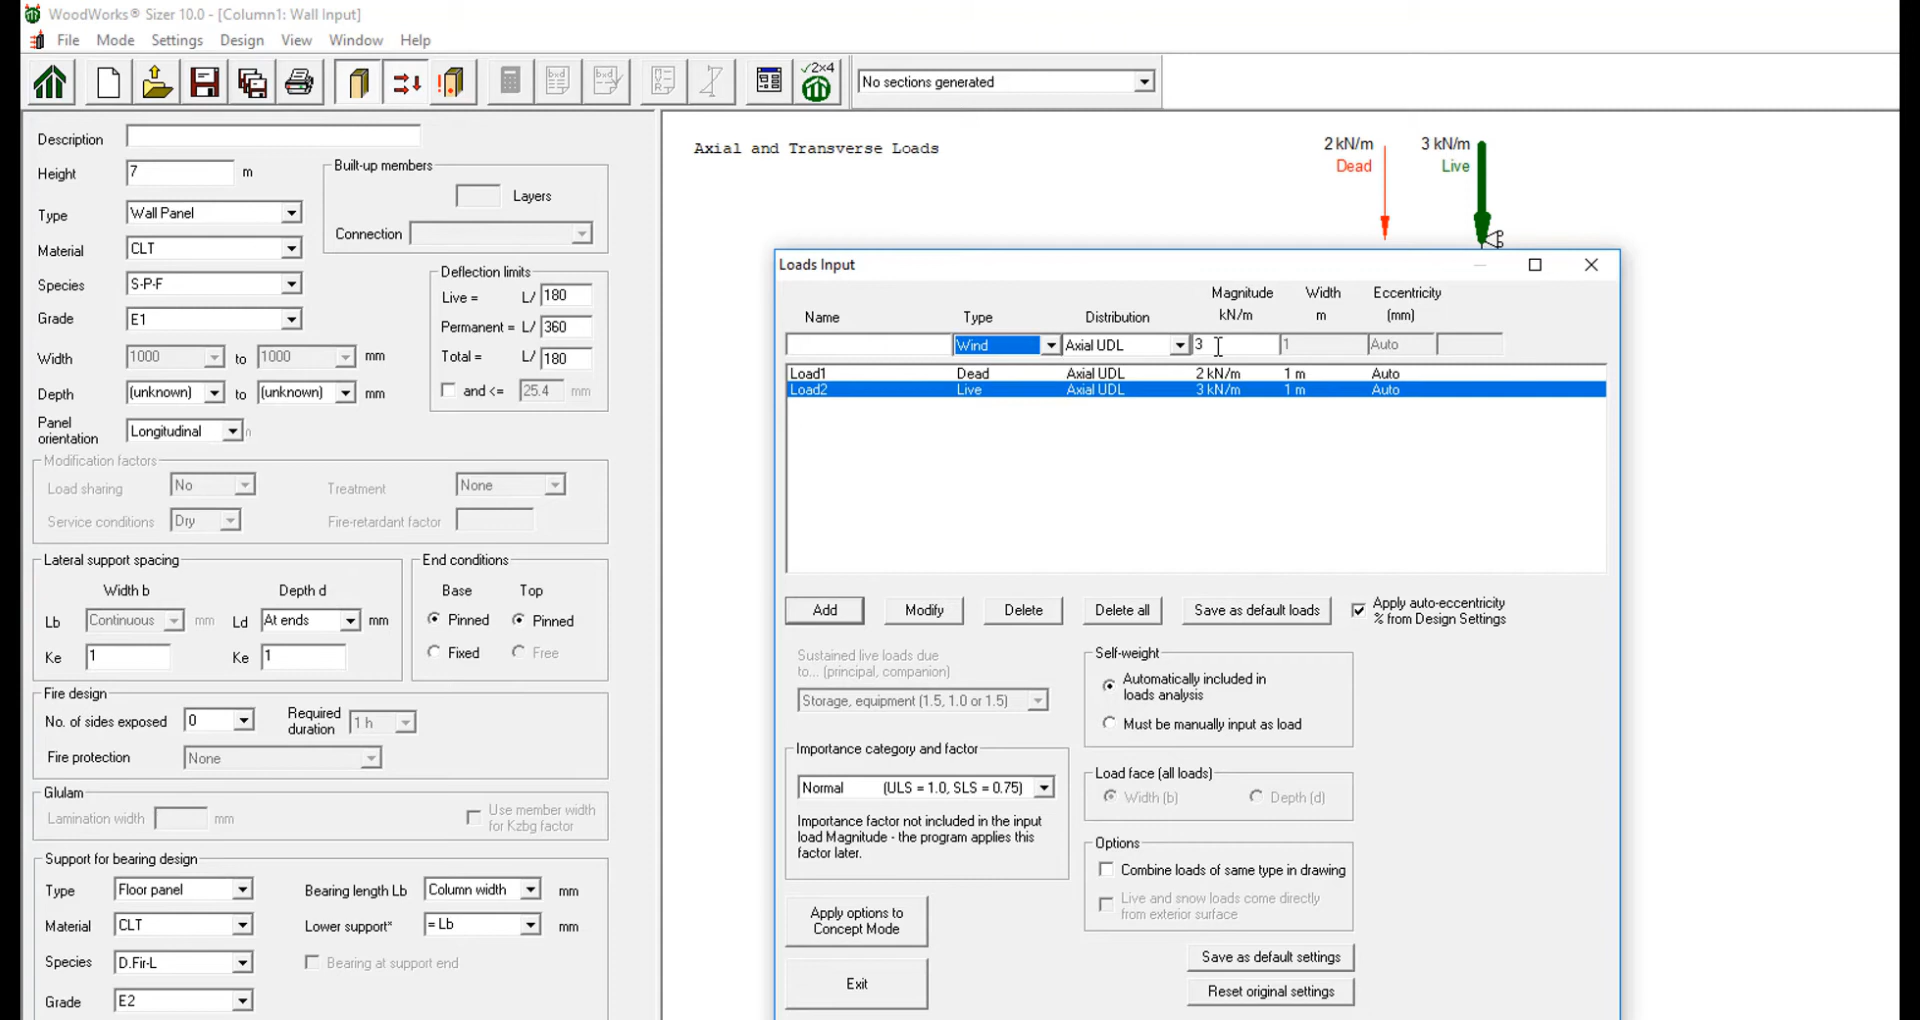 WoodWorks® Sizer 10.0 - [Column1: Wall Input]
File Mode Settings Design View Window Help
✓2x4
No sections generated
Description
Height 7 m
Type Wall Panel
Material CLT
Species S-P-F
Grade E1
Width 1000 to 1000 mm
Depth (unknown) to (unknown) mm
Panel orientation Longitudinal
Built-up members
Layers
Connection
Deflection limits
Live = L/ 180
Permanent = L/ 360
Total = L/ 180
and <= 25.4 mm
Modification factors
Load sharing No Treatment None
Service conditions Dry Fire-retardant factor
Lateral support spacing
Width b Depth d
Lb Continuous mm Ld At ends mm
Ke 1 Ke 1
End conditions
Base Top
Pinned Pinned
Fixed Free
Fire design
No. of sides exposed 0 Required duration 1 h
Fire protection None
Glulam
Lamination width mm Use member width for Kzbg factor
Support for bearing design
Type Floor panel Bearing length Lb Column width mm
Material CLT Lower support* = Lb mm
Species D.Fir-L Bearing at support end
Grade E2
Axial and Transverse Loads
2 kN/m 3 kN/m
Dead Live
Loads Input
Magnitude Width Eccentricity
Name Type Distribution kN/m m (mm)
Wind Axial UDL 3 1 Auto
Load1 Dead Axial UDL 2 kN/m 1 m Auto
Load2 Live Axial UDL 3 kN/m 1 m Auto
Add Modify Delete Delete all Save as default loads
Apply auto-eccentricity
% from Design Settings
Sustained live loads due
to... (principal, companion)
Storage, equipment (1.5, 1.0 or 1.5)
Importance category and factor
Normal (ULS = 1.0, SLS = 0.75)
Importance factor not included in the input
load Magnitude - the program applies this
factor later.
Apply options to
Concept Mode
Exit
Self-weight
Automatically included in
loads analysis
Must be manually input as load
Load face (all loads)
Width (b) Depth (d)
Options
Combine loads of same type in drawing
Live and snow loads come directly
from exterior surface
Save as default settings
Reset original settings